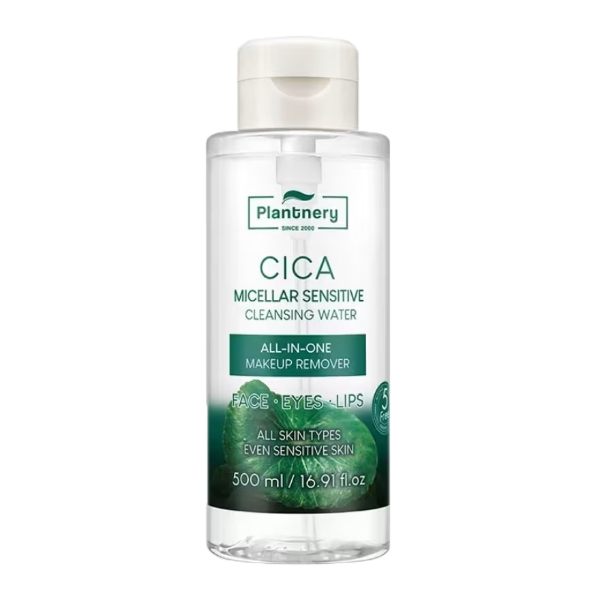 Plantnery
SINCE 2000
CICA
MICELLAR SENSITIVE
CLEANSING WATER
ALL-IN-ONE
MAKEUP REMOVER
FACE • EYES • LIPS
5
Free
ALL SKIN TYPES
EVEN SENSITIVE SKIN
500 ml / 16.91 fl.oz